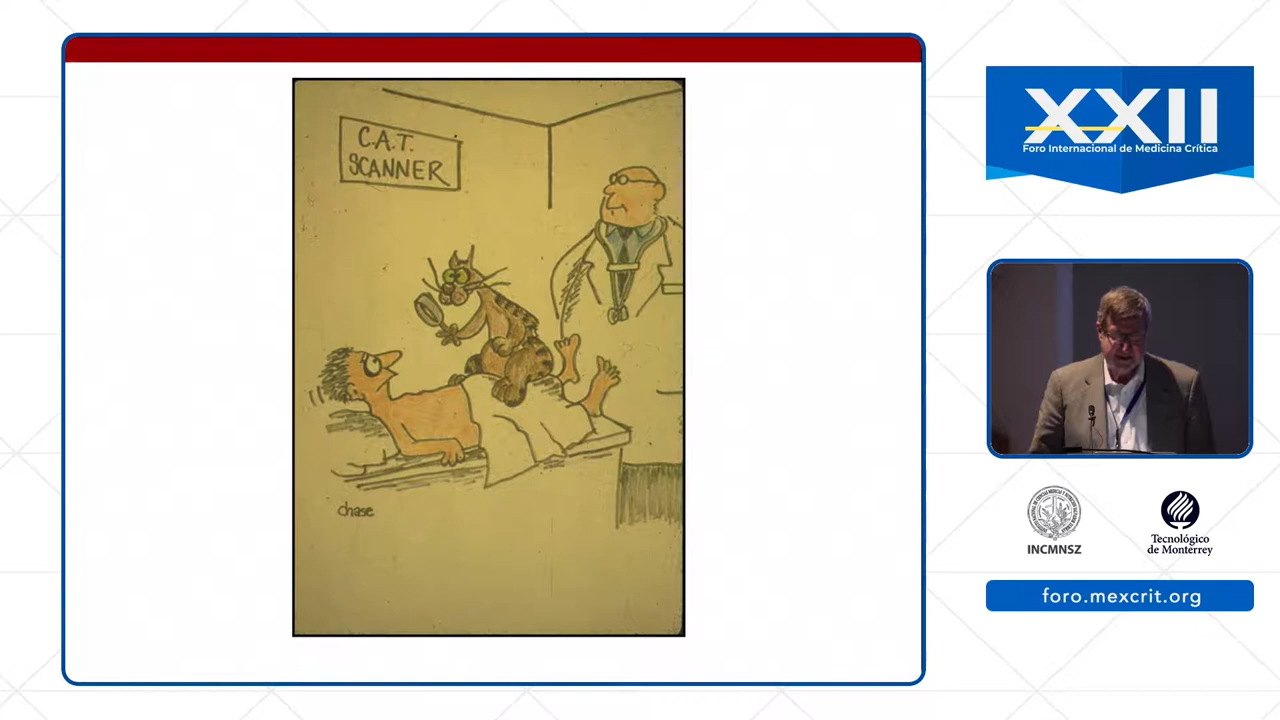 C.A.T.
SCANNER
chase
XXII
Foro Internacional de Medicina Crítica
INCMNSZ
Tecnológico
de Monterrey
foro.mexcrit.org